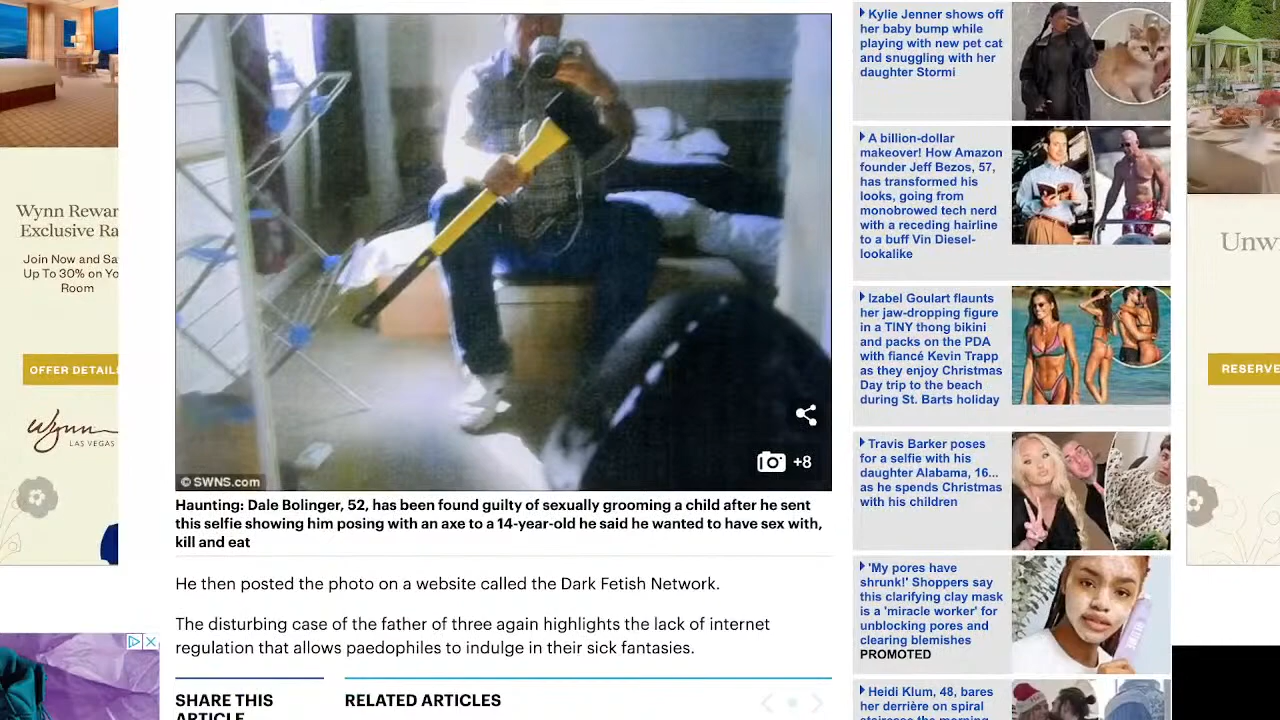 Wynn Rewar
Exclusive Ra
Join Now and Sa
Up To 30% on Yo
Room
OFFER DETAIL
Wynn
LAS VEGAS
© SWNS.com
+8
Haunting: Dale Bolinger, 52, has been found guilty of sexually grooming a child after he sent
this selfie showing him posing with an axe to a 14-year-old he said he wanted to have sex with,
kill and eat
He then posted the photo on a website called the Dark Fetish Network.
The disturbing case of the father of three again highlights the lack of internet
regulation that allows paedophiles to indulge in their sick fantasies.
SHARE THIS
ARTICLE
RELATED ARTICLES
Kylie Jenner shows off
her baby bump while
playing with new pet cat
and snuggling with her
daughter Stormi
A billion-dollar
makeover! How Amazon
founder Jeff Bezos, 57,
has transformed his
looks, going from
monobrowed tech nerd
with a receding hairline
to a buff Vin Diesel-
lookalike
Izabel Goulart flaunts
her jaw-dropping figure
in a TINY thong bikini
and packs on the PDA
with fiancé Kevin Trapp
as they enjoy Christmas
Day trip to the beach
during St. Barts holiday
Travis Barker poses
for a selfie with his
daughter Alabama, 16...
as he spends Christmas
with his children
'My pores have
shrunk!' Shoppers say
this clarifying clay mask
is a 'miracle worker' for
unblocking pores and
clearing blemishes
PROMOTED
Heidi Klum, 48, bares
her derrière on spiral
staircase the morning
Unw
RESERVE